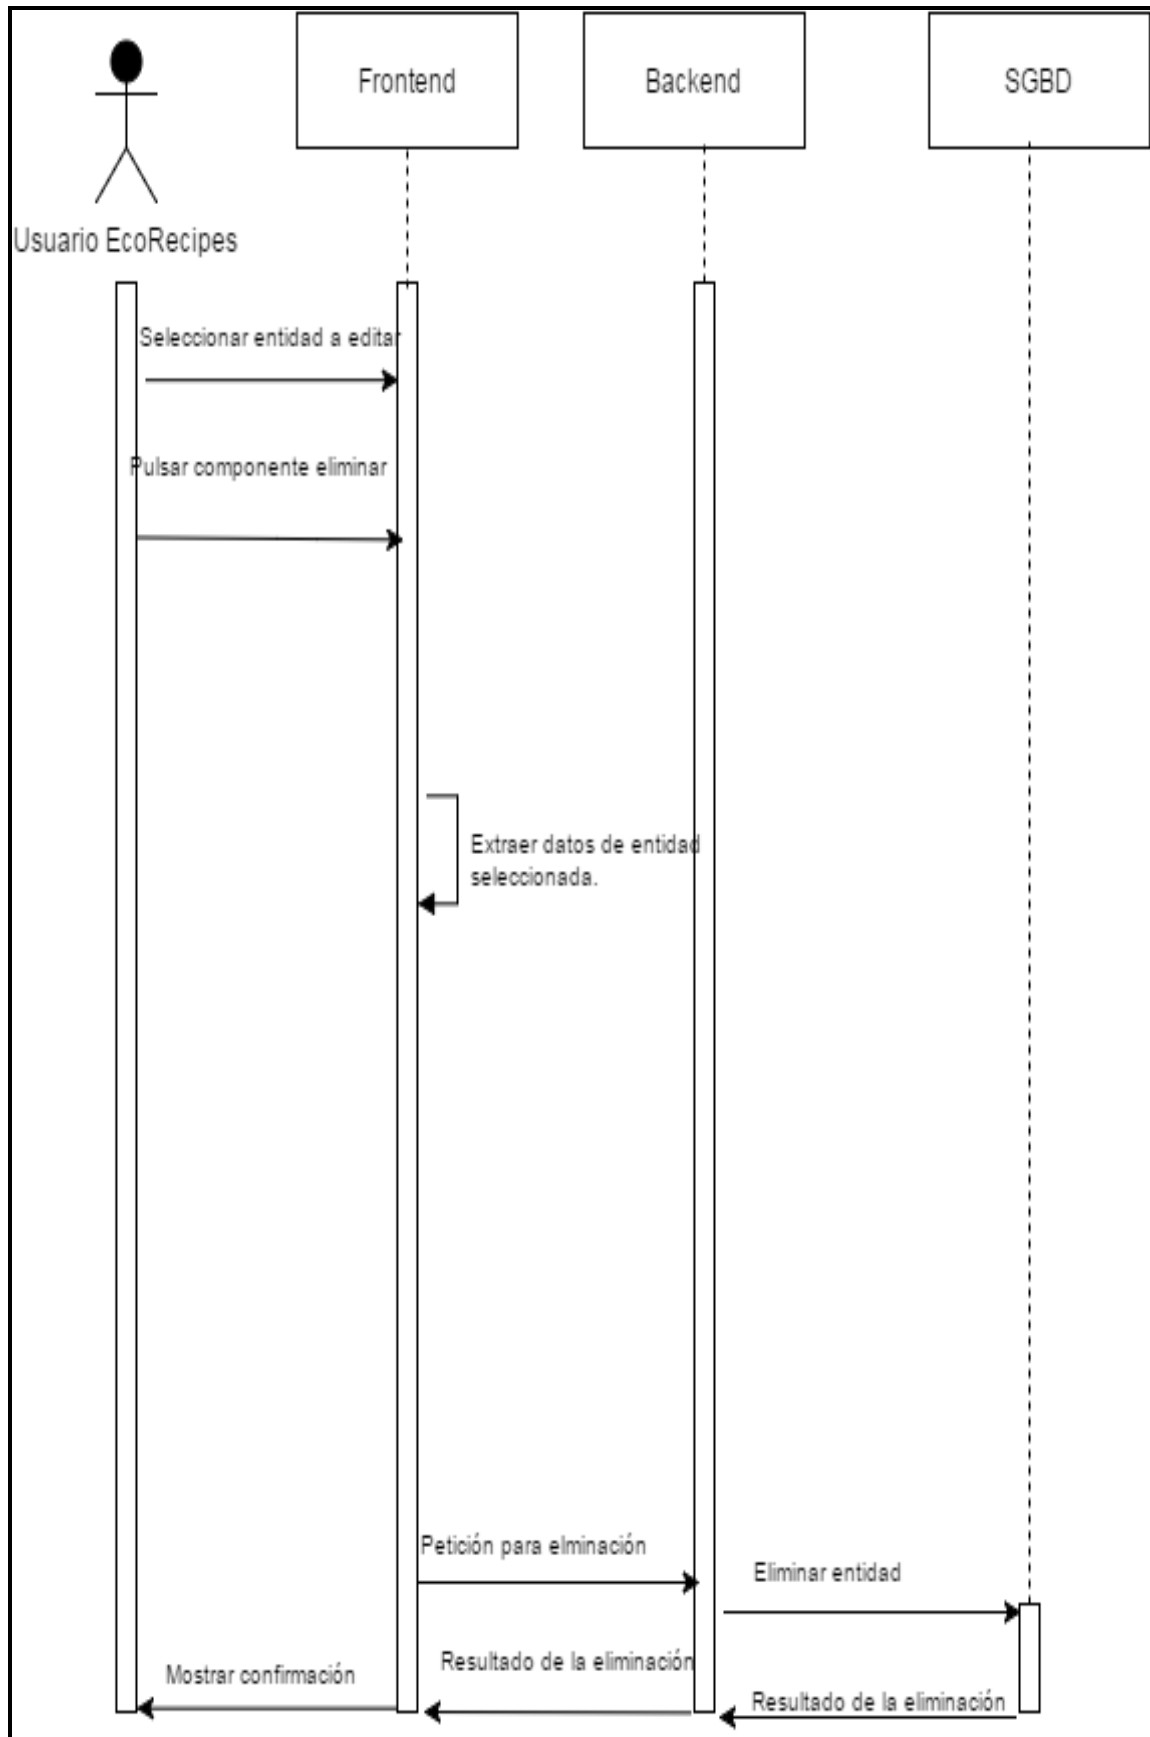 Frontend
Backend
SGBD
Usuario EcoRecipes
Seleccionar entidad a editar
Pulsar componente eliminar
Extraer datos de entidad
seleccionada.
Petición para elminación
Eliminar entidad
Resultado de la eliminación
Mostrar confirmación
Resultado de la eliminación